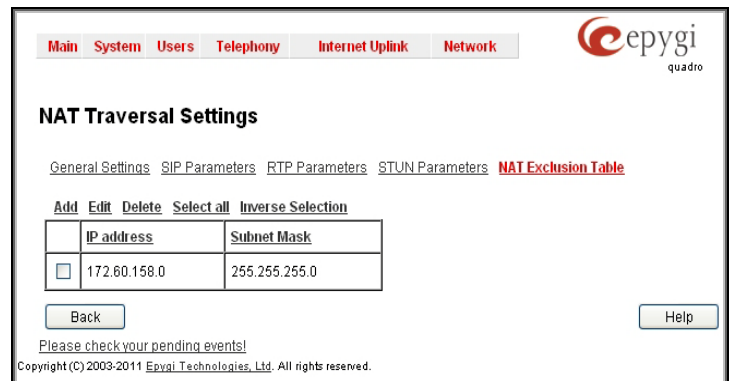 Main System Users Telephony Internet Uplink Network
epygi
quadro
NAT Traversal Settings
General Settings SIP Parameters RTP Parameters STUN Parameters NAT Exclusion Table
Add Edit Delete Select all Inverse Selection
IP address Subnet Mask
172.60.158.0 255.255.255.0
Back Help
Please check your pending events!
Copyright (C) 2003-2011 Epygi Technologies, Ltd. All rights reserved.